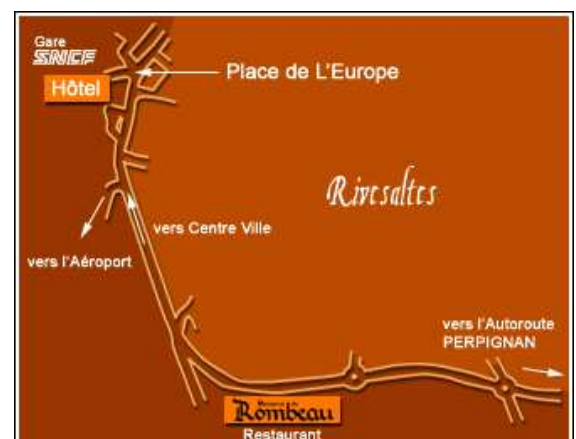 Gare
SNCF
Hôtel
Place de L'Europe
Rivesaltes
vers Centre Ville
vers l'Aéroport
vers l'Autoroute
PERPIGNAN
Rombeau
Restaurant